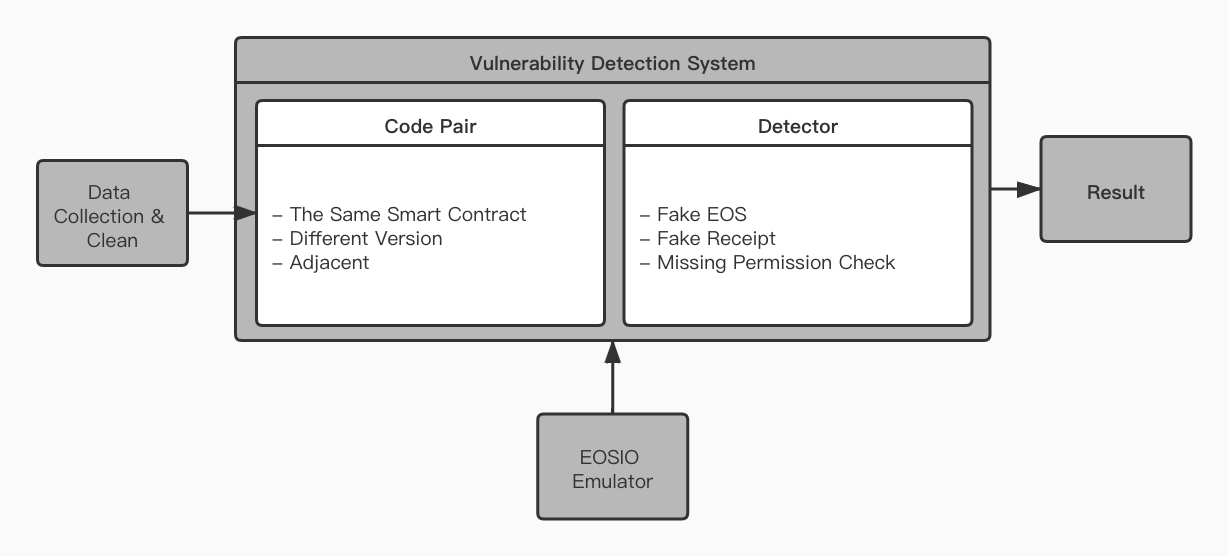 Vulnerability Detection System
Data
Collection &
Clean
Code Pair
– The Same Smart Contract
– Different Version
– Adjacent
Detector
– Fake EOS
– Fake Receipt
– Missing Permission Check
Result
EOSIO
Emulator